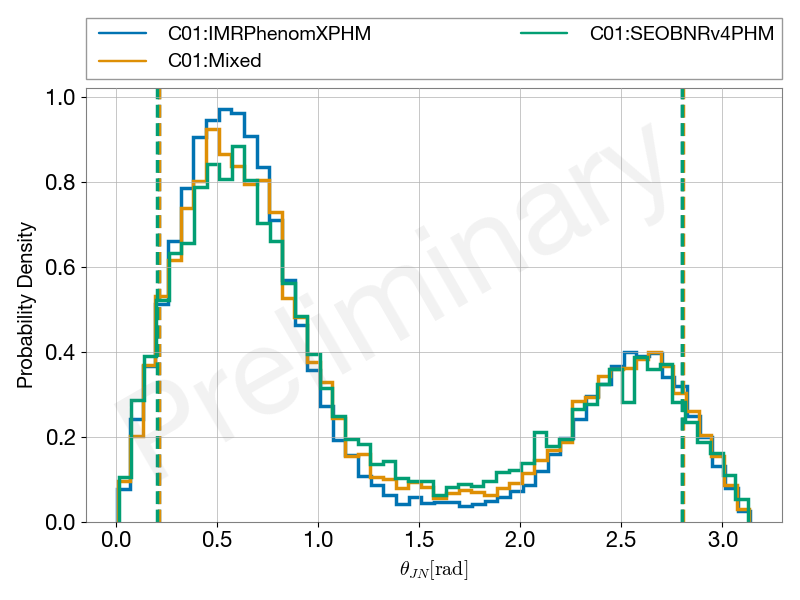 C01:IMRPhenomXPHM
C01:SEOBNRv4PHM
C01:Mixed
1.0
0.8
0.6
0.4
0.2
0.0
Probability Density
Preliminary
0.0 0.5 1.0 1.5 2.0 2.5 3.0
θJN[rad]